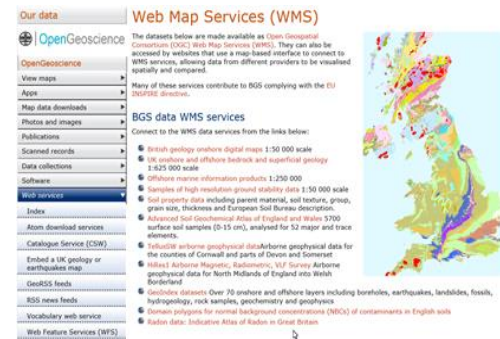 Our data
OpenGeoscience
OpenGeoscience
View maps
Apps
Map data downloads
Photos and images
Publications
Scanned records
Data collections
Software
Web services
Index
Atom download services
Catalogue Service (CSW)
Embed a UK geology or
earthquakes map
GeoRSS feeds
RSS news feeds
Vocabulary web service
Web Feature Services (WFS)
Web Map Services (WMS)
The datasets below are made available as Open Geospatial
Consortium (OGC) Web Map Services (WMS). They can also be
accessed by websites that use a map-based interface to connect to
WMS services, allowing data from different providers to be visualised
spatially and compared.
Many of these services contribute to BGS complying with the EU
INSPIRE directive.
BGS data WMS services
Connect to the WMS data services from the links below:
British geology onshore digital maps 1:50 000 scale
UK onshore and offshore bedrock and superficial geology
1:625 000 scale
Offshore marine information products 1:250 000
Samples of high resolution ground stability data 1:50 000 scale
Soil property data including parent material, soil texture, group,
grain size, thickness and European Soil Bureau description.
Advanced Soil Geochemical Atlas of England and Wales 5700
surface soil samples (0-15 cm), analysed for 52 major and trace
elements.
TellusSW airborne geophysical dataAirborne geophysical data for
the counties of Cornwall and parts of Devon and Somerset
HiRes1 Airborne Magnetic, Radiometric, VLF Survey Airborne
geophysical data for North Midlands of England into Welsh
Borderland
GeoIndex datasets Over 70 onshore and offshore layers including boreholes, earthquakes, landslides, fossils,
hydrogeology, rock samples, geochemistry and geophysics
Domain polygons for normal background concentrations (NBCs) of contaminants in English soils
Radon data: Indicative Atlas of Radon in Great Britain